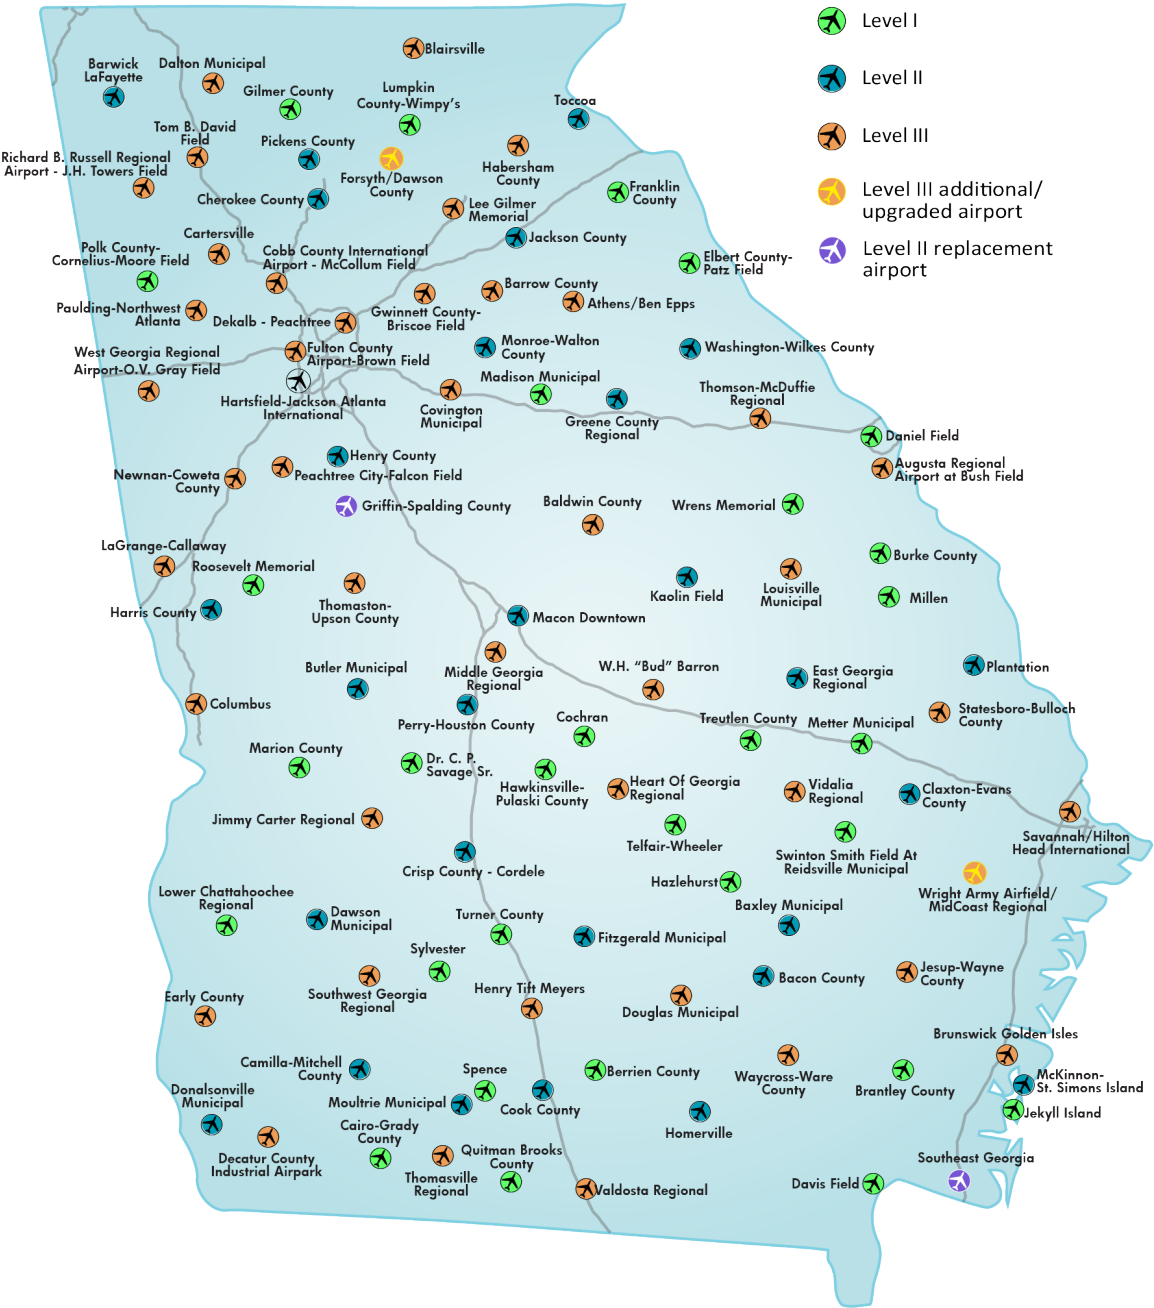 Level I
Level II
Level III
Level III additional/
upgraded airport
Level II replacement
airport
Blairsville
Barwick
LaFayette
Dalton Municipal
Gilmer County
Lumpkin
County-Wimpy's
Toccoa
Tom B. David
Field
Pickens County
Richard B. Russell Regional
Airport - J.H. Towers Field
Forsyth/Dawson
County
Habersham
County
Franklin
County
Cherokee County
Lee Gilmer
Memorial
Cartersville
Jackson County
Polk County-
Cornelius-Moore Field
Cobb County International
Airport - McCollum Field
Elbert County-
Patz Field
Barrow County
Athens/Ben Epps
Paulding-Northwest
Atlanta
Dekalb - Peachtree
Gwinnett County-
Briscoe Field
West Georgia Regional
Airport-O.V. Gray Field
Fulton County
Airport-Brown Field
Monroe-Walton
County
Washington-Wilkes County
Madison Municipal
Thomson-McDuffie
Regional
Hartsfield-Jackson Atlanta
International
Covington
Municipal
Greene County
Regional
Daniel Field
Augusta Regional
Airport at Bush Field
Henry County
Newnan-Coweta
County
Peachtree City-Falcon Field
Griffin-Spalding County
Baldwin County
Wrens Memorial
LaGrange-Callaway
Roosevelt Memorial
Burke County
Harris County
Thomaston-
Upson County
Kaolin Field
Louisville
Municipal
Millen
Macon Downtown
Butler Municipal
Middle Georgia
Regional
W.H. “Bud” Barron
East Georgia
Regional
Plantation
Columbus
Perry-Houston County
Cochran
Treutlen County
Metter Municipal
Statesboro-Bulloch
County
Marion County
Dr. C. P.
Savage Sr.
Hawkinsville-
Pulaski County
Heart Of Georgia
Regional
Vidalia
Regional
Claxton-Evans
County
Jimmy Carter Regional
Telfair-Wheeler
Swinton Smith Field At
Reidsville Municipal
Savannah/Hilton
Head International
Crisp County - Cordele
Hazlehurst
Wright Army Airfield/
MidCoast Regional
Lower Chattahoochee
Regional
Dawson
Municipal
Turner County
Fitzgerald Municipal
Baxley Municipal
Sylvester
Southwest Georgia
Regional
Henry Tift Meyers
Bacon County
Jesup-Wayne
County
Early County
Douglas Municipal
Brunswick Golden Isles
Camilla-Mitchell
County
Spence
Berrien County
Waycross-Ware
County
Brantley County
McKinnon-
St. Simons Island
Donalsonville
Municipal
Moultrie Municipal
Cook County
Jekyll Island
Cairo-Grady
County
Homerville
Decatur County
Industrial Airpark
Thomasville
Regional
Quitman Brooks
County
Valdosta Regional
Davis Field
Southeast Georgia